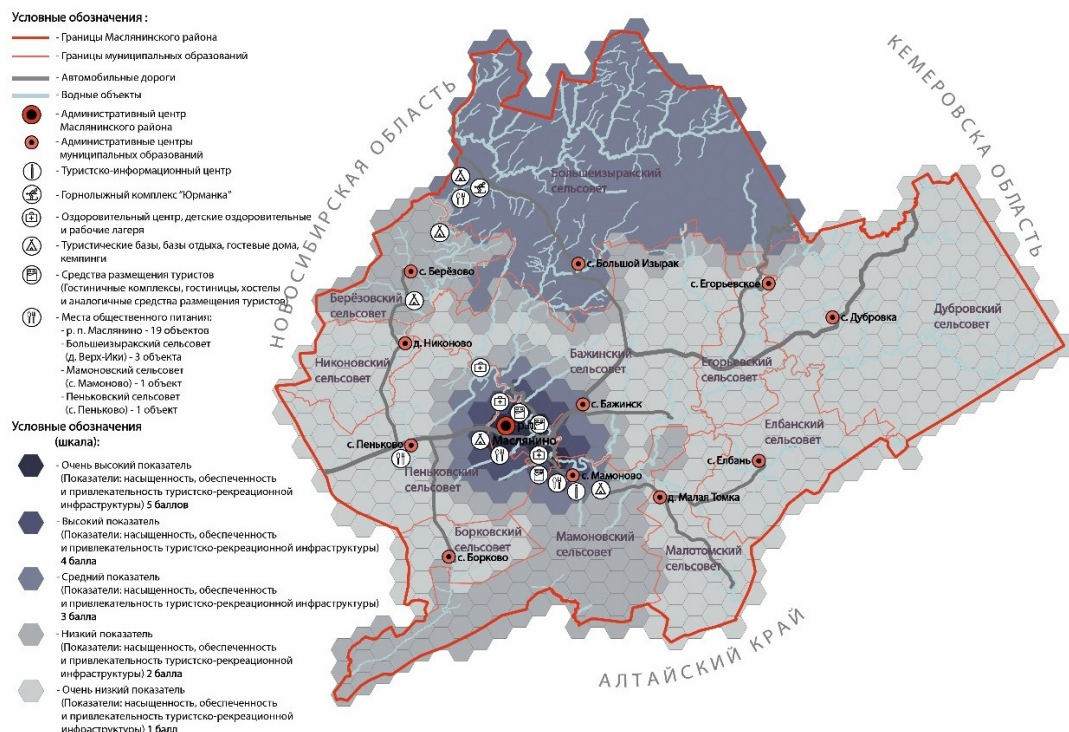 Условные обозначения :
- Границы Маслянинского района
- Границы муниципальных образований
- Автомобильные дороги
- Водные объекты
- Административный центр
Маслянинского района
- Административные центры
муниципальных образований
- Туристско-информационный центр
- Горнолыжный комплекс "Юрманка"
- Оздоровительный центр, детские оздоровительные
и рабочие лагеря
- Туристические базы, базы отдыха, гостевые дома,
кемпинги
- Средства размещения туристов
(Гостиничные комплексы, гостиницы, хостелы
и аналогичные средства размещения туристов)
- Места общественного питания:
- р. п. Маслянино - 19 объектов
- Большеизыракский сельсовет
(д. Верх-Ики) - 3 объекта
- Мамоновский сельсовет
(с. Мамоново) - 1 объект
- Пеньковский сельсовет
(с. Пеньково) - 1 объект
Условные обозначения
(шкала):
- Очень высокий показатель
(Показатели: насыщенность, обеспеченность
и привлекательность туристско-рекреационной
инфраструктуры) 5 баллов
- Высокий показатель
(Показатели: насыщенность, обеспеченность
и привлекательность туристско-рекреационной инфраструктуры)
4 балла
- Средний показатель
(Показатели: насыщенность, обеспеченность
и привлекательность туристско-рекреационной инфраструктуры)
3 балла
- Низкий показатель
(Показатели: насыщенность, обеспеченность
и привлекательность туристско-рекреационной
инфраструктуры) 2 балла
- Очень низкий показатель
(Показатели: насыщенность, обеспеченность
и привлекательность туристско-рекреационной
инфраструктуры) 1 балл
НОВОСИБИРСКАЯ ОБЛАСТЬ
КЕМЕРОВСКА ОБЛАСТЬ
АЛТАЙСКИЙ КРАЙ
Большеизыракский
сельсовет
с. Большой Изырак
с. Берёзово
Берёзовский
сельсовет
с. Егорьевское
с. Дубровка
Дубровский
сельсовет
д. Никоново
Никоновский
сельсовет
Бажинский
сельсовет
Егорьевский
сельсовет
с. Бажинск
р. п.
Маслянино
Елбанский
сельсовет
с. Пеньково
Пеньковский
сельсовет
с. Елбань
с. Мамоново
д. Малая Томка
Борковский
сельсовет
с. Борково
Мамоновский
сельсовет
Малотомский
сельсовет